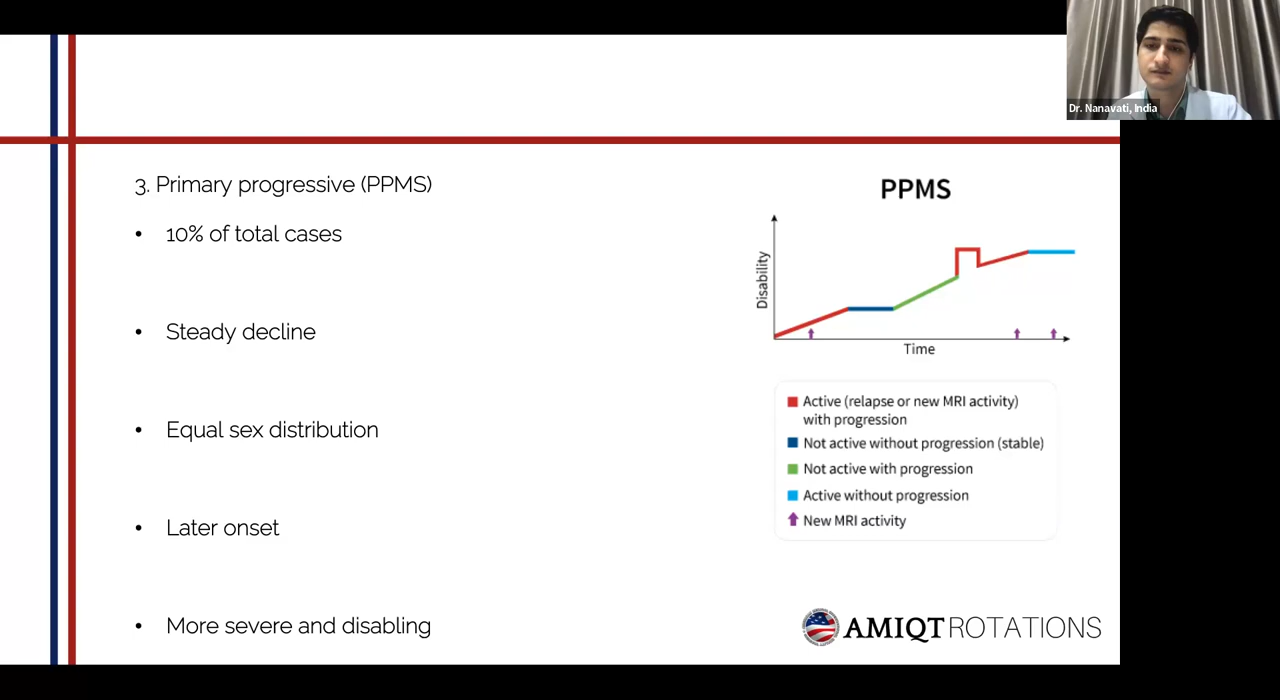 Dr. Nanavati, India
3. Primary progressive (PPMS)
• 10% of total cases
• Steady decline
• Equal sex distribution
• Later onset
• More severe and disabling
PPMS
Disability
Time
Active (relapse or new MRI activity)
with progression
Not active without progression (stable)
Not active with progression
Active without progression
New MRI activity
AMIQT ROTATIONS